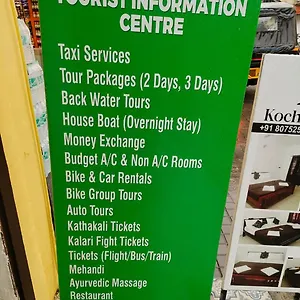 TOURIST INFORMATION
CENTRE
Taxi Services
Tour Packages (2 Days, 3 Days)
Back Water Tours
House Boat (Overnight Stay)
Money Exchange
Budget A/C & Non A/C Rooms
Bike & Car Rentals
Bike Group Tours
Auto Tours
Kathakali Tickets
Kalari Fight Tickets
Tickets (Flight/Bus/Train)
Mehandi
Ayurvedic Massage
Restaurant
Koch
+91 80752